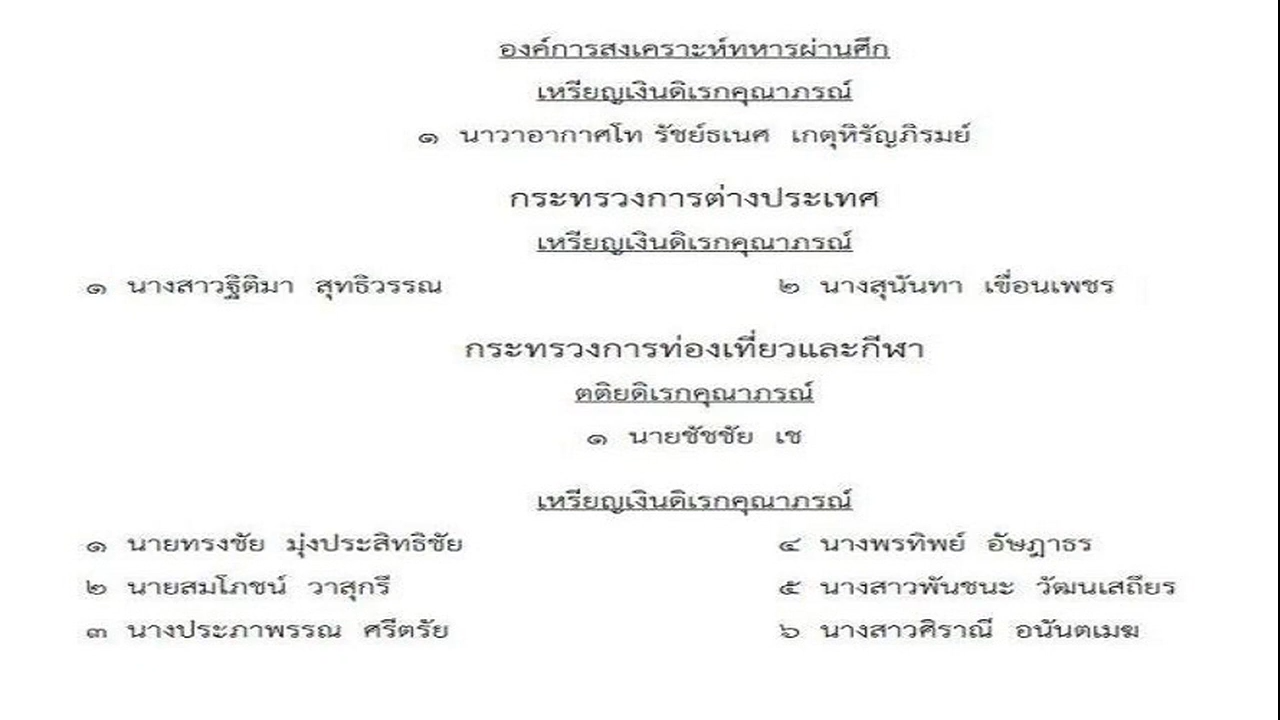 องค์การสงเคราะห์ทหารผ่านศึก
เหรียญเงินดิเรกคุณาภรณ์
๑ นาวาอากาศโท รัชย์ธเนศ เกตุหิรัญภิรมย์
กระทรวงการต่างประเทศ
เหรียญเงินดิเรกคุณาภรณ์
๑ นางสาวฐิติมา สุทธิวรรณ ๒ นางสุนันทา เขื่อนเพชร
กระทรวงการท่องเที่ยวและกีฬา
ตติยดิเรกคุณาภรณ์
๑ นายชัชชัย เช
เหรียญเงินดิเรกคุณาภรณ์
๑ นายทรงชัย มุ่งประสิทธิชัย ๔ นางพรทิพย์ อัษฎาธร
๒ นายสมโภชน์ วาสุกรี ๕ นางสาวพันชนะ วัฒนเสถียร
๓ นางประภาพรรณ ศรีตรัย ๖ นางสาวศิราณี อนันตเมฆ